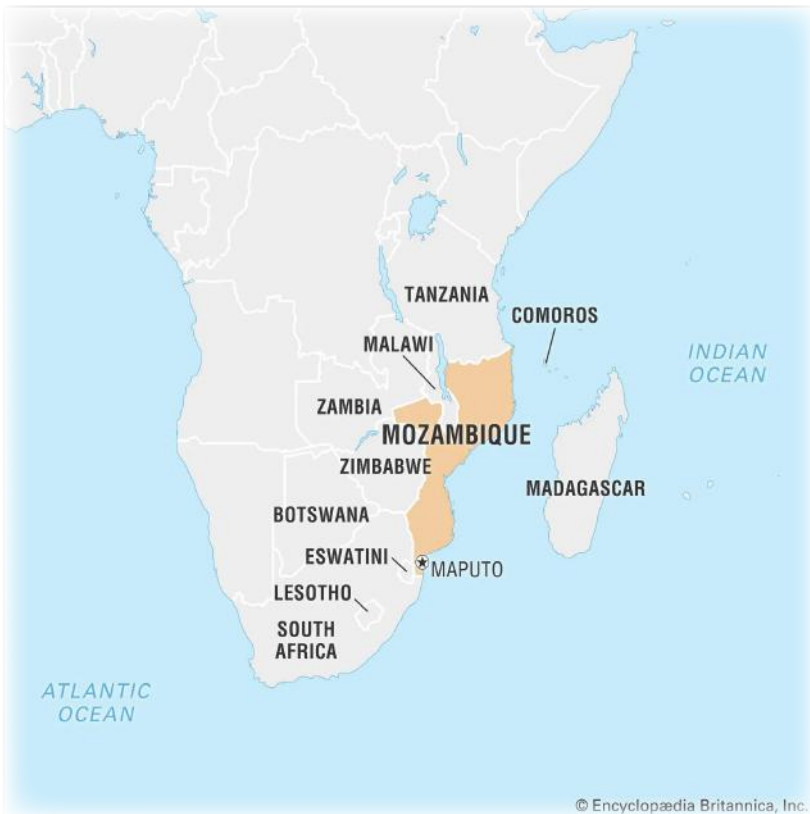 TANZANIA
COMOROS
MALAWI
INDIAN
OCEAN
ZAMBIA
MOZAMBIQUE
ZIMBABWE
MADAGASCAR
BOTSWANA
ESWATINI
MAPUTO
LESOTHO
SOUTH
AFRICA
ATLANTIC
OCEAN
© Encyclopædia Britannica, Inc.